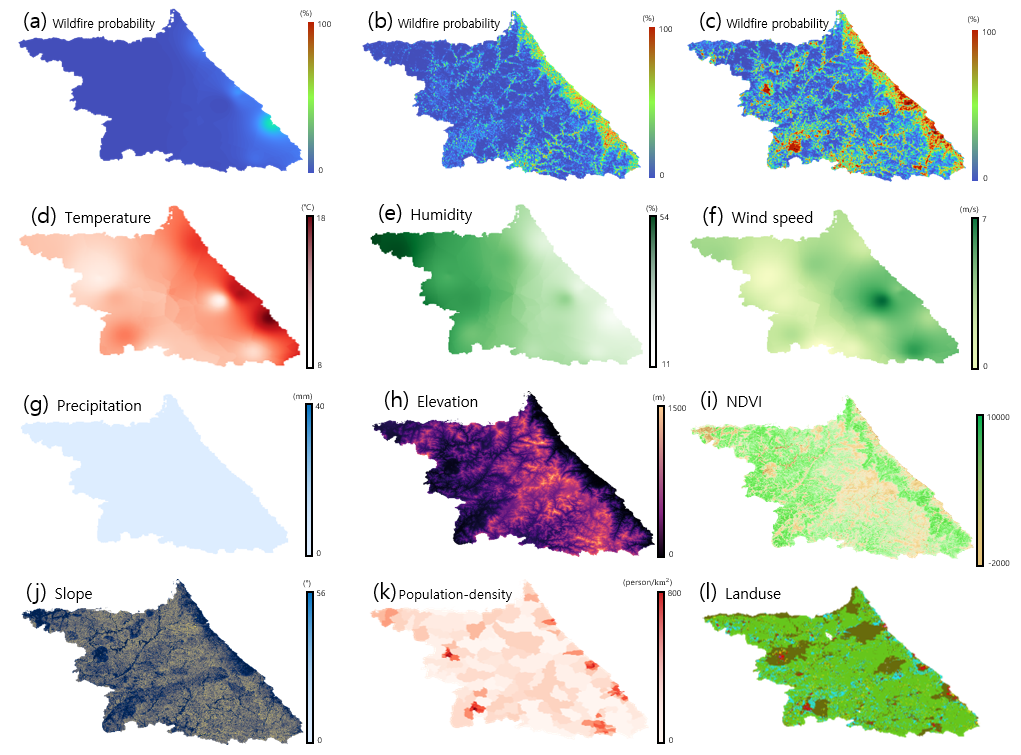 (a) Wildfire probability
(%)
100
0
(b) Wildfire probability
(%)
100
0
(c) Wildfire probability
(%)
100
0
(d) Temperature
(℃)
18
8
(e) Humidity
(%)
54
11
(f) Wind speed
(m/s)
7
0
(g) Precipitation
(mm)
40
0
(h) Elevation
(m)
1500
0
(i) NDVI
10000
-2000
(j) Slope
(°)
56
0
(k) Population-density
(person/km²)
800
0
(l) Landuse